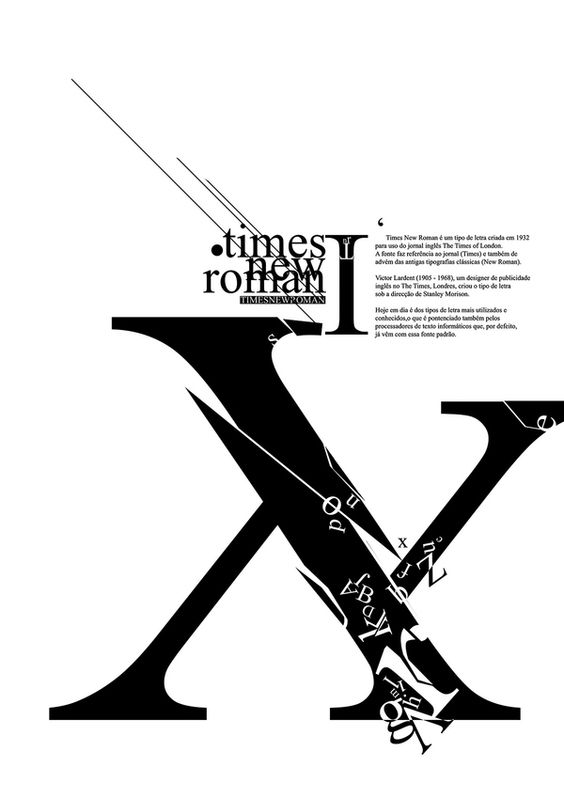 .times
new
roman
TIMESNEWROMAN
I
‘
Times New Roman é um tipo de letra criada em 1932
para uso do jornal inglês The Times of London.
A fonte faz referência ao jornal (Times) e também de
advém das antigas tipografias clássicas (New Roman).
Victor Lardent (1905 - 1968), um designer de publicidade
inglês no The Times, Londres, criou o tipo de letra
sob a direcção de Stanley Morison.
Hoje em dia é dos tipos de letra mais utilizados e
conhecidos,o que é pontenciado também pelos
processadores de texto informáticos que, por defeito,
já vêm com essa fonte padrão.
X
s
e
p
o
n
x
u
c
Z
f
A
B
J
k
e
a
b
g
h